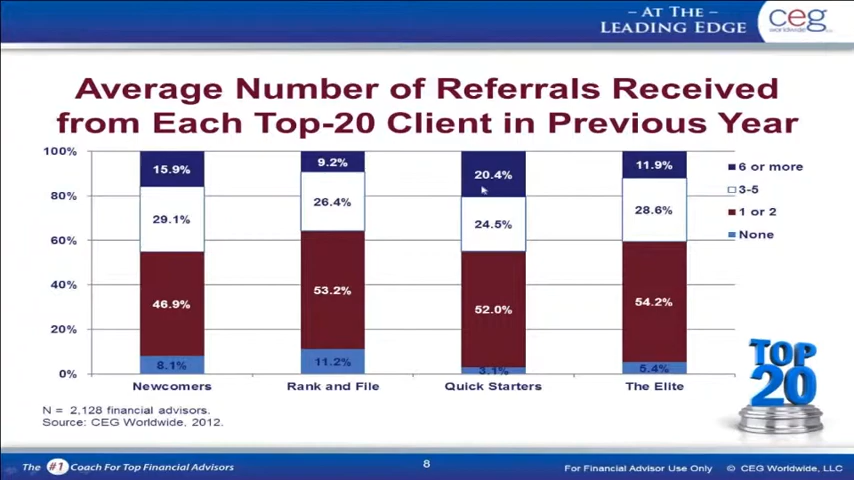 – AT THE –
LEADING EDGE
ceg
worldwide
Average Number of Referrals Received
from Each Top-20 Client in Previous Year
100%
80%
60%
40%
20%
0%
15.9%
29.1%
46.9%
8.1%
9.2%
26.4%
53.2%
11.2%
20.4%
24.5%
52.0%
3.1%
11.9%
28.6%
54.2%
5.4%
6 or more
3-5
1 or 2
None
Newcomers Rank and File Quick Starters The Elite
TOP
20
N = 2,128 financial advisors.
Source: CEG Worldwide, 2012.
The #1 Coach For Top Financial Advisors
8
For Financial Advisor Use Only © CEG Worldwide, LLC